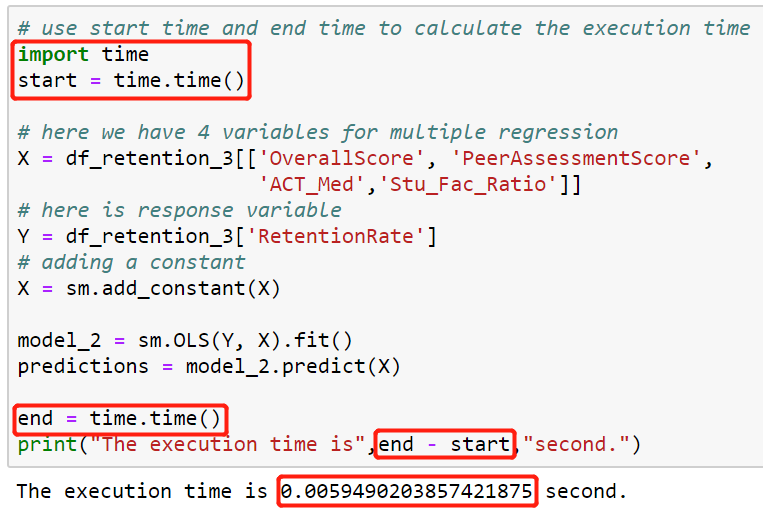 # use start time and end time to calculate the execution time
import time
start = time.time()
# here we have 4 variables for multiple regression
X = df_retention_3[['OverallScore', 'PeerAssessmentScore',
'ACT_Med','Stu_Fac_Ratio']]
# here is response variable
Y = df_retention_3['RetentionRate']
# adding a constant
X = sm.add_constant(X)
model_2 = sm.OLS(Y, X).fit()
predictions = model_2.predict(X)
end = time.time()
print("The execution time is",end - start,"second.")
The execution time is 0.0059490203857421875 second.